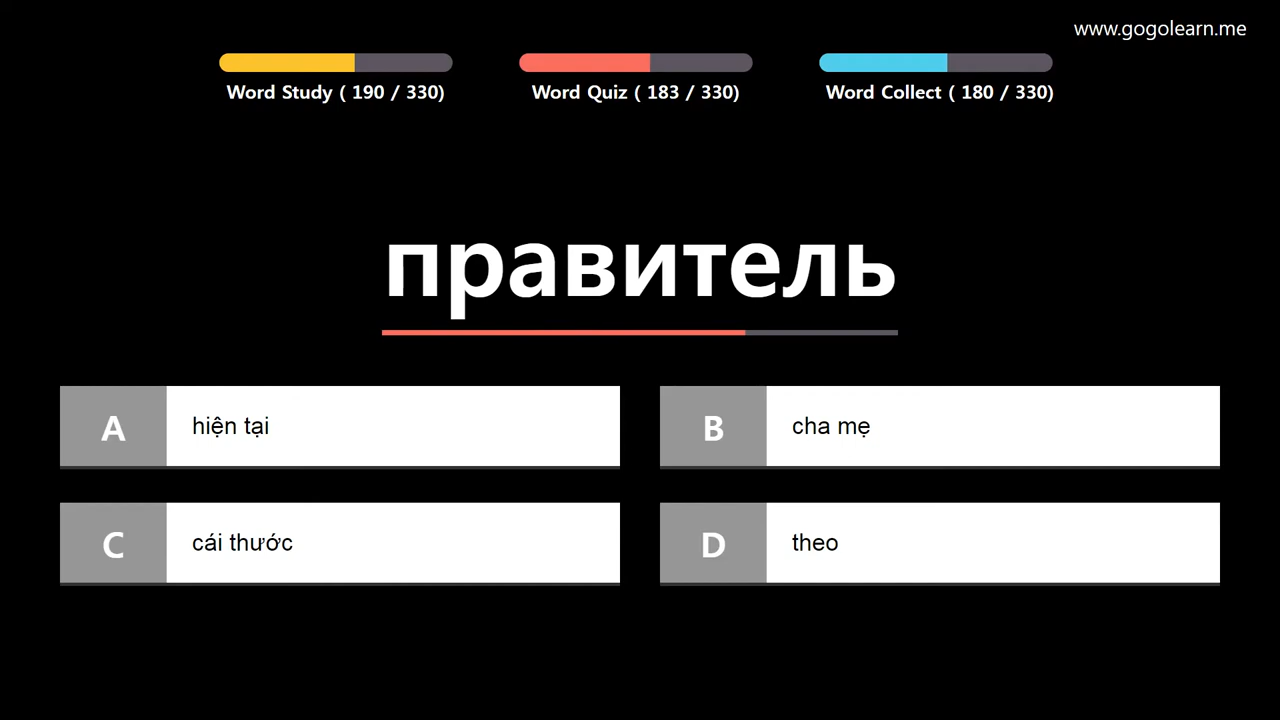 www.gogolearn.me
Word Study ( 190 / 330)
Word Quiz ( 183 / 330)
Word Collect ( 180 / 330)
правитель
A hiện tại
B cha mẹ
C cái thước
D theo